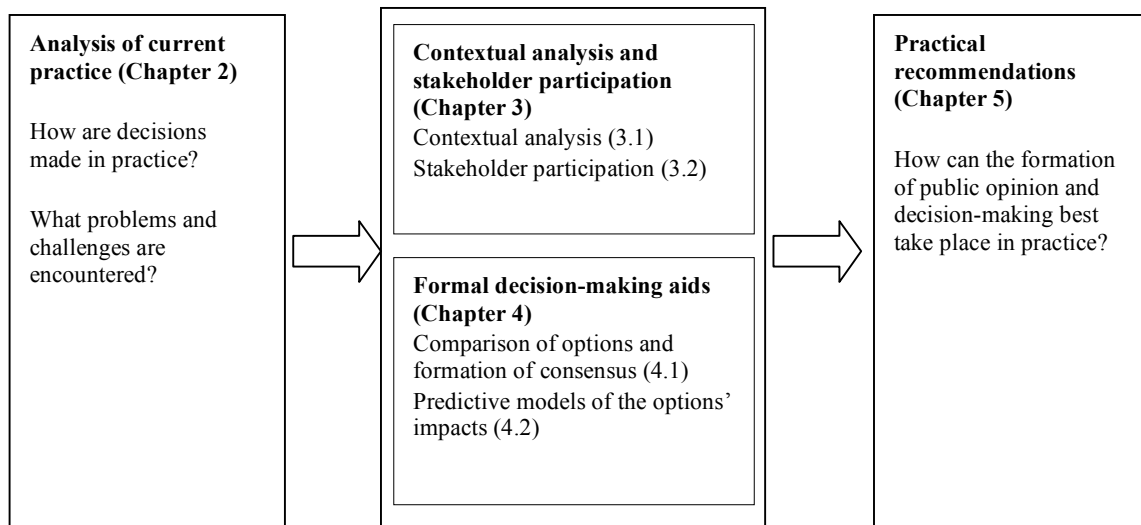 Analysis of current
practice (Chapter 2)
How are decisions
made in practice?
What problems and
challenges are
encountered?
Contextual analysis and
stakeholder participation
(Chapter 3)
Contextual analysis (3.1)
Stakeholder participation (3.2)
Formal decision-making aids
(Chapter 4)
Comparison of options and
formation of consensus (4.1)
Predictive models of the options’
impacts (4.2)
Practical
recommendations
(Chapter 5)
How can the formation
of public opinion and
decision-making best
take place in practice?